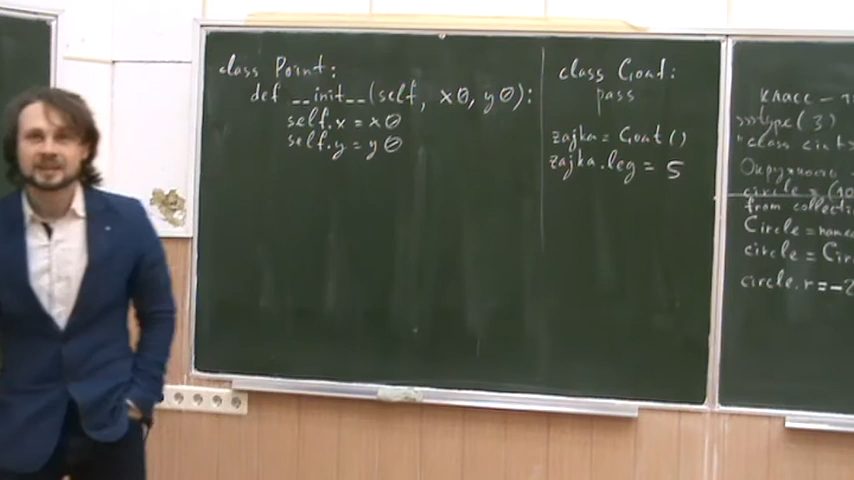 class Point:
def __init__(self, x0, y0):
self.x = x0
self.y = y0
class Goat:
pass
zajka = Goat()
zajka.leg = 5
класс -
>>>type(3)
Окружность
circle = (10
from collecti
Circle = name
circle = Cir
circle.r = -2